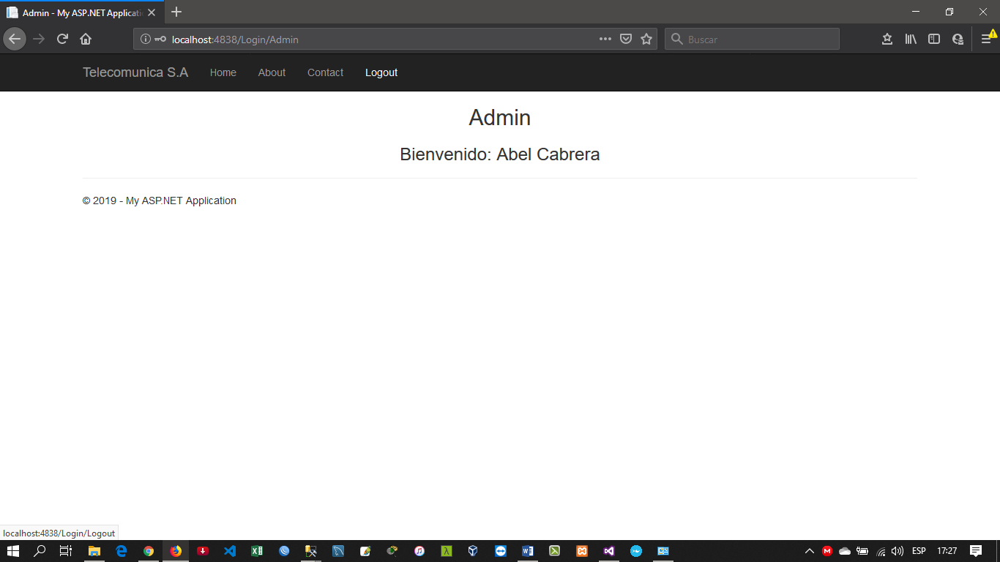 Admin - My ASP.NET Applicati
localhost:4838/Login/Admin
Buscar
Telecomunica S.A
Home
About
Contact
Logout
Admin
Bienvenido: Abel Cabrera
© 2019 - My ASP.NET Application
localhost:4838/Login/Logout
ESP
17:27